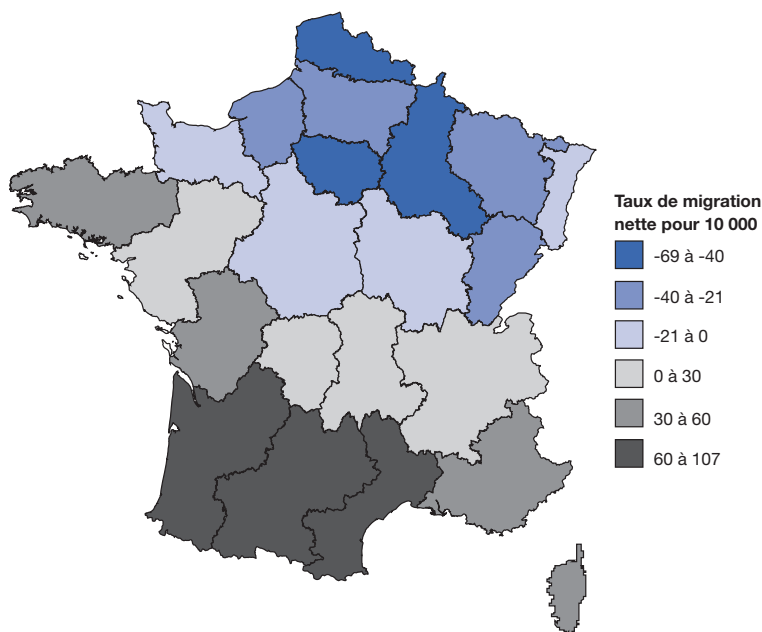 Taux de migration
nette pour 10 000
-69 à -40
-40 à -21
-21 à 0
0 à 30
30 à 60
60 à 107